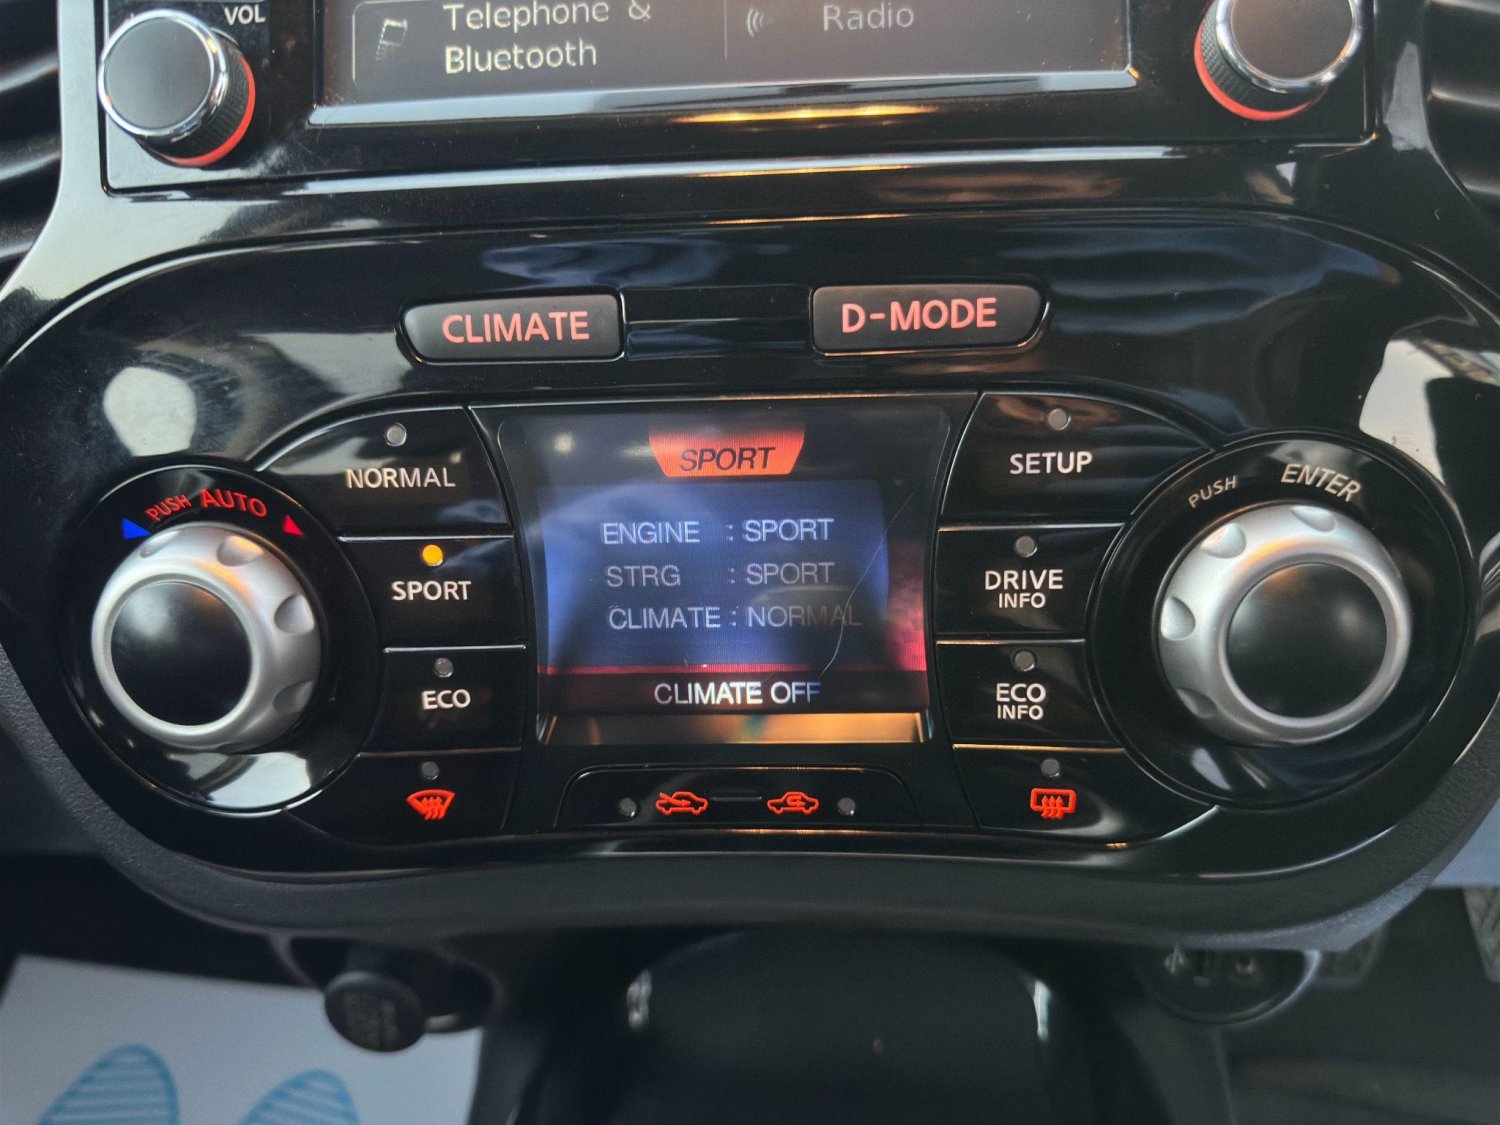 VOL
Telephone &
Bluetooth
Radio
CLIMATE
D-MODE
NORMAL
SPORT
SETUP
PUSH AUTO
PUSH ENTER
ENGINE : SPORT
STRG : SPORT
CLIMATE : NORMAL
CLIMATE OFF
SPORT
DRIVE
INFO
ECO
ECO
INFO